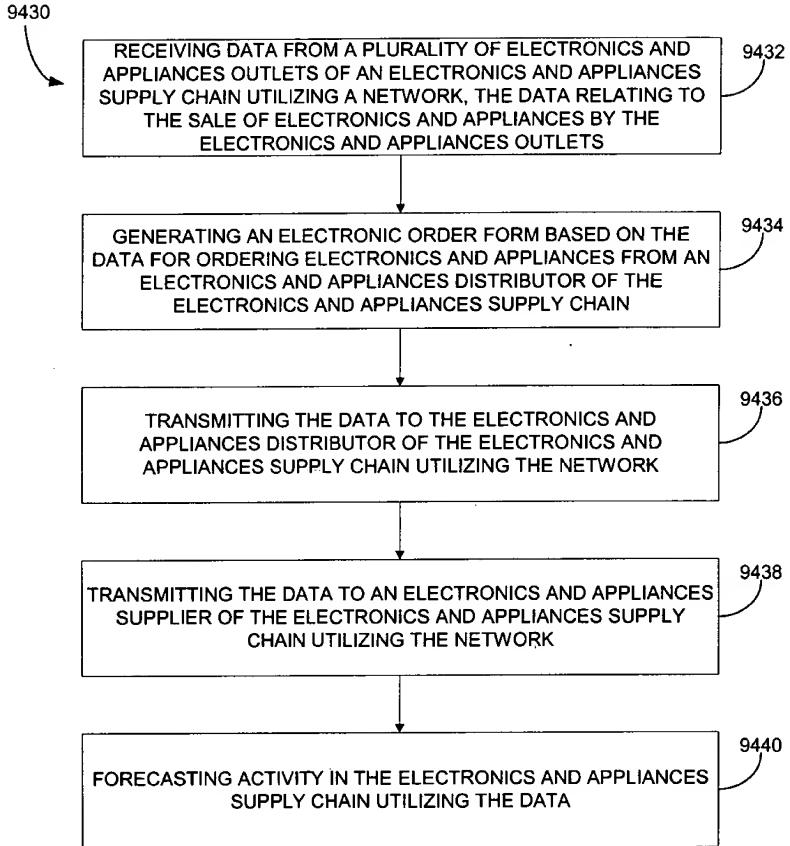 9430
RECEIVING DATA FROM A PLURALITY OF ELECTRONICS AND
APPLIANCES OUTLETS OF AN ELECTRONICS AND APPLIANCES
SUPPLY CHAIN UTILIZING A NETWORK, THE DATA RELATING TO
THE SALE OF ELECTRONICS AND APPLIANCES BY THE
ELECTRONICS AND APPLIANCES OUTLETS
9432
GENERATING AN ELECTRONIC ORDER FORM BASED ON THE
DATA FOR ORDERING ELECTRONICS AND APPLIANCES FROM AN
ELECTRONICS AND APPLIANCES DISTRIBUTOR OF THE
ELECTRONICS AND APPLIANCES SUPPLY CHAIN
9434
TRANSMITTING THE DATA TO THE ELECTRONICS AND
APPLIANCES DISTRIBUTOR OF THE ELECTRONICS AND
APPLIANCES SUPPLY CHAIN UTILIZING THE NETWORK
9436
TRANSMITTING THE DATA TO AN ELECTRONICS AND APPLIANCES
SUPPLIER OF THE ELECTRONICS AND APPLIANCES SUPPLY
CHAIN UTILIZING THE NETWORK
9438
FORECASTING ACTIVITY IN THE ELECTRONICS AND APPLIANCES
SUPPLY CHAIN UTILIZING THE DATA
9440